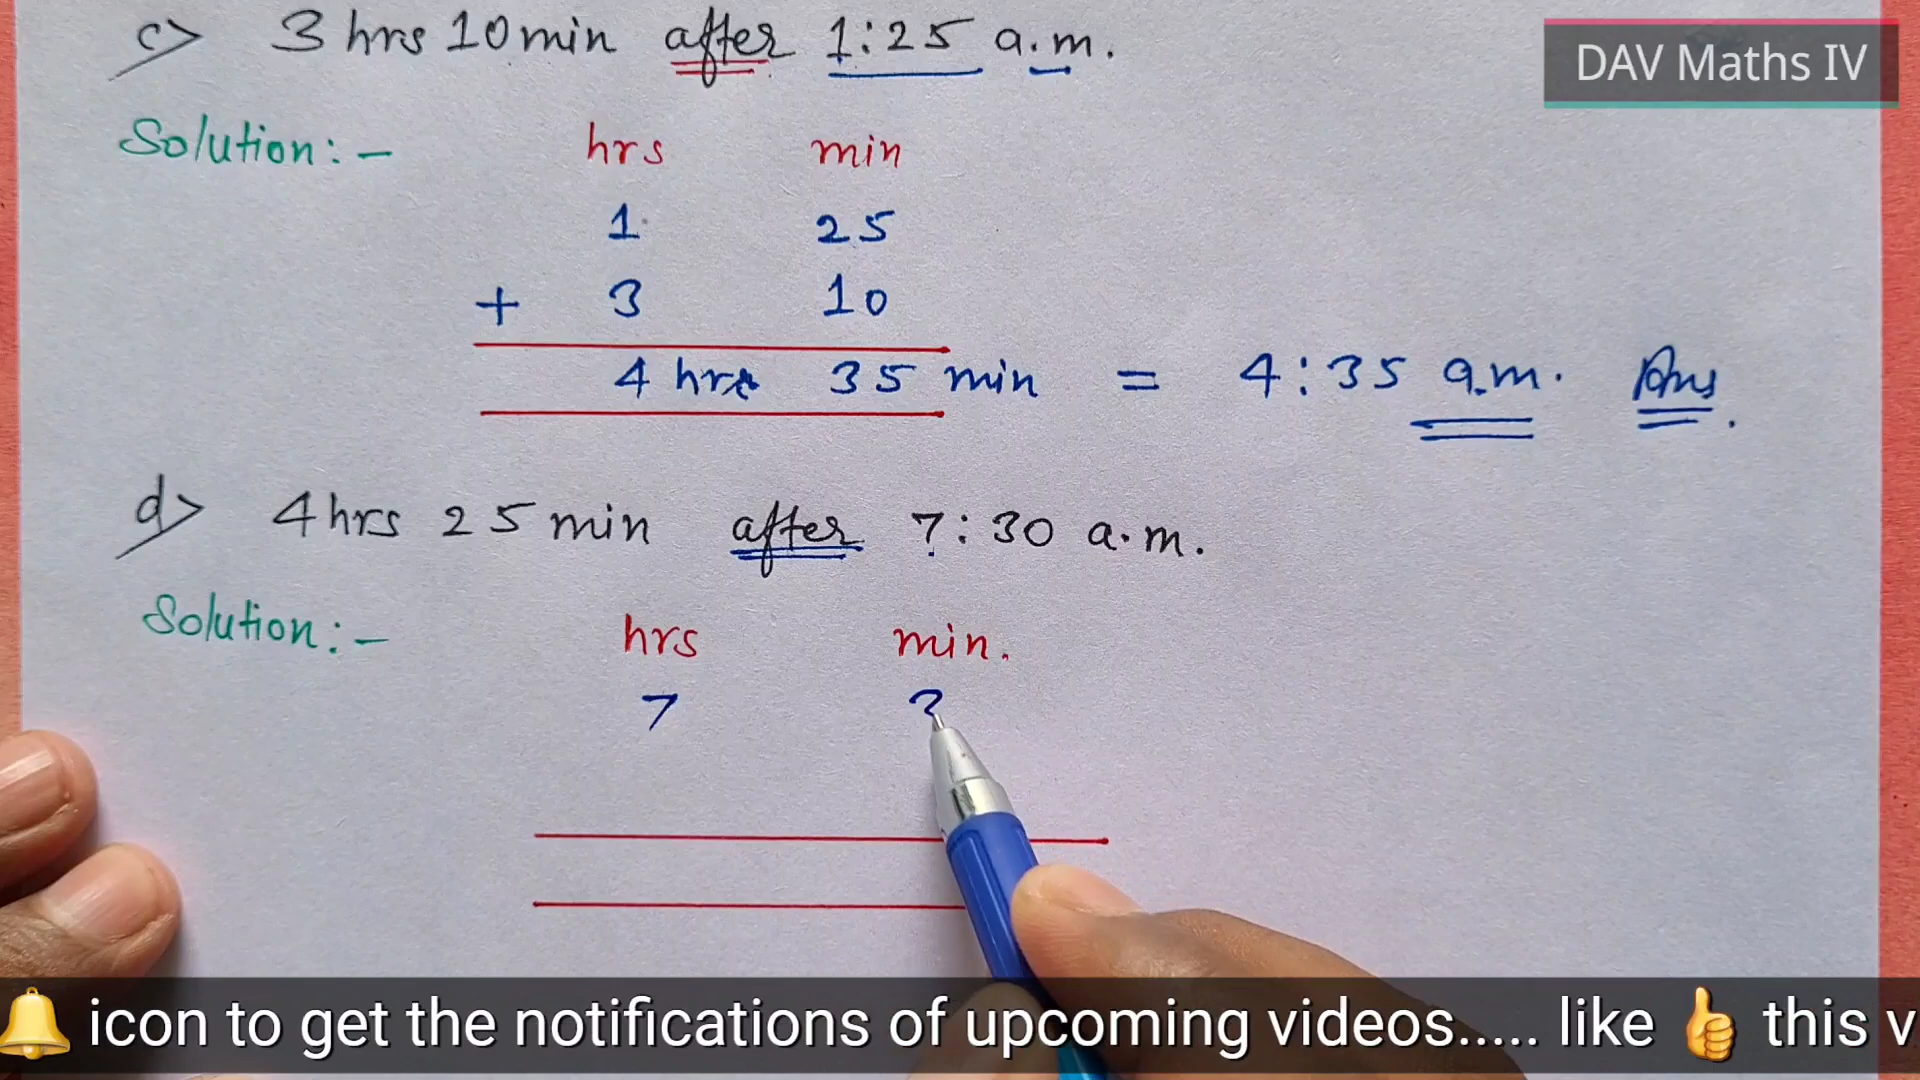 c) 3 hrs 10 min after 1:25 a.m.
DAV Maths IV
Solution:- hrs min
1 25
+ 3 10
4 hrs 35 min = 4:35 a.m. Ans.
d) 4 hrs 25 min after 7:30 a.m.
Solution:- hrs min.
7 3
🔔 icon to get the notifications of upcoming videos..... like 👍 this v